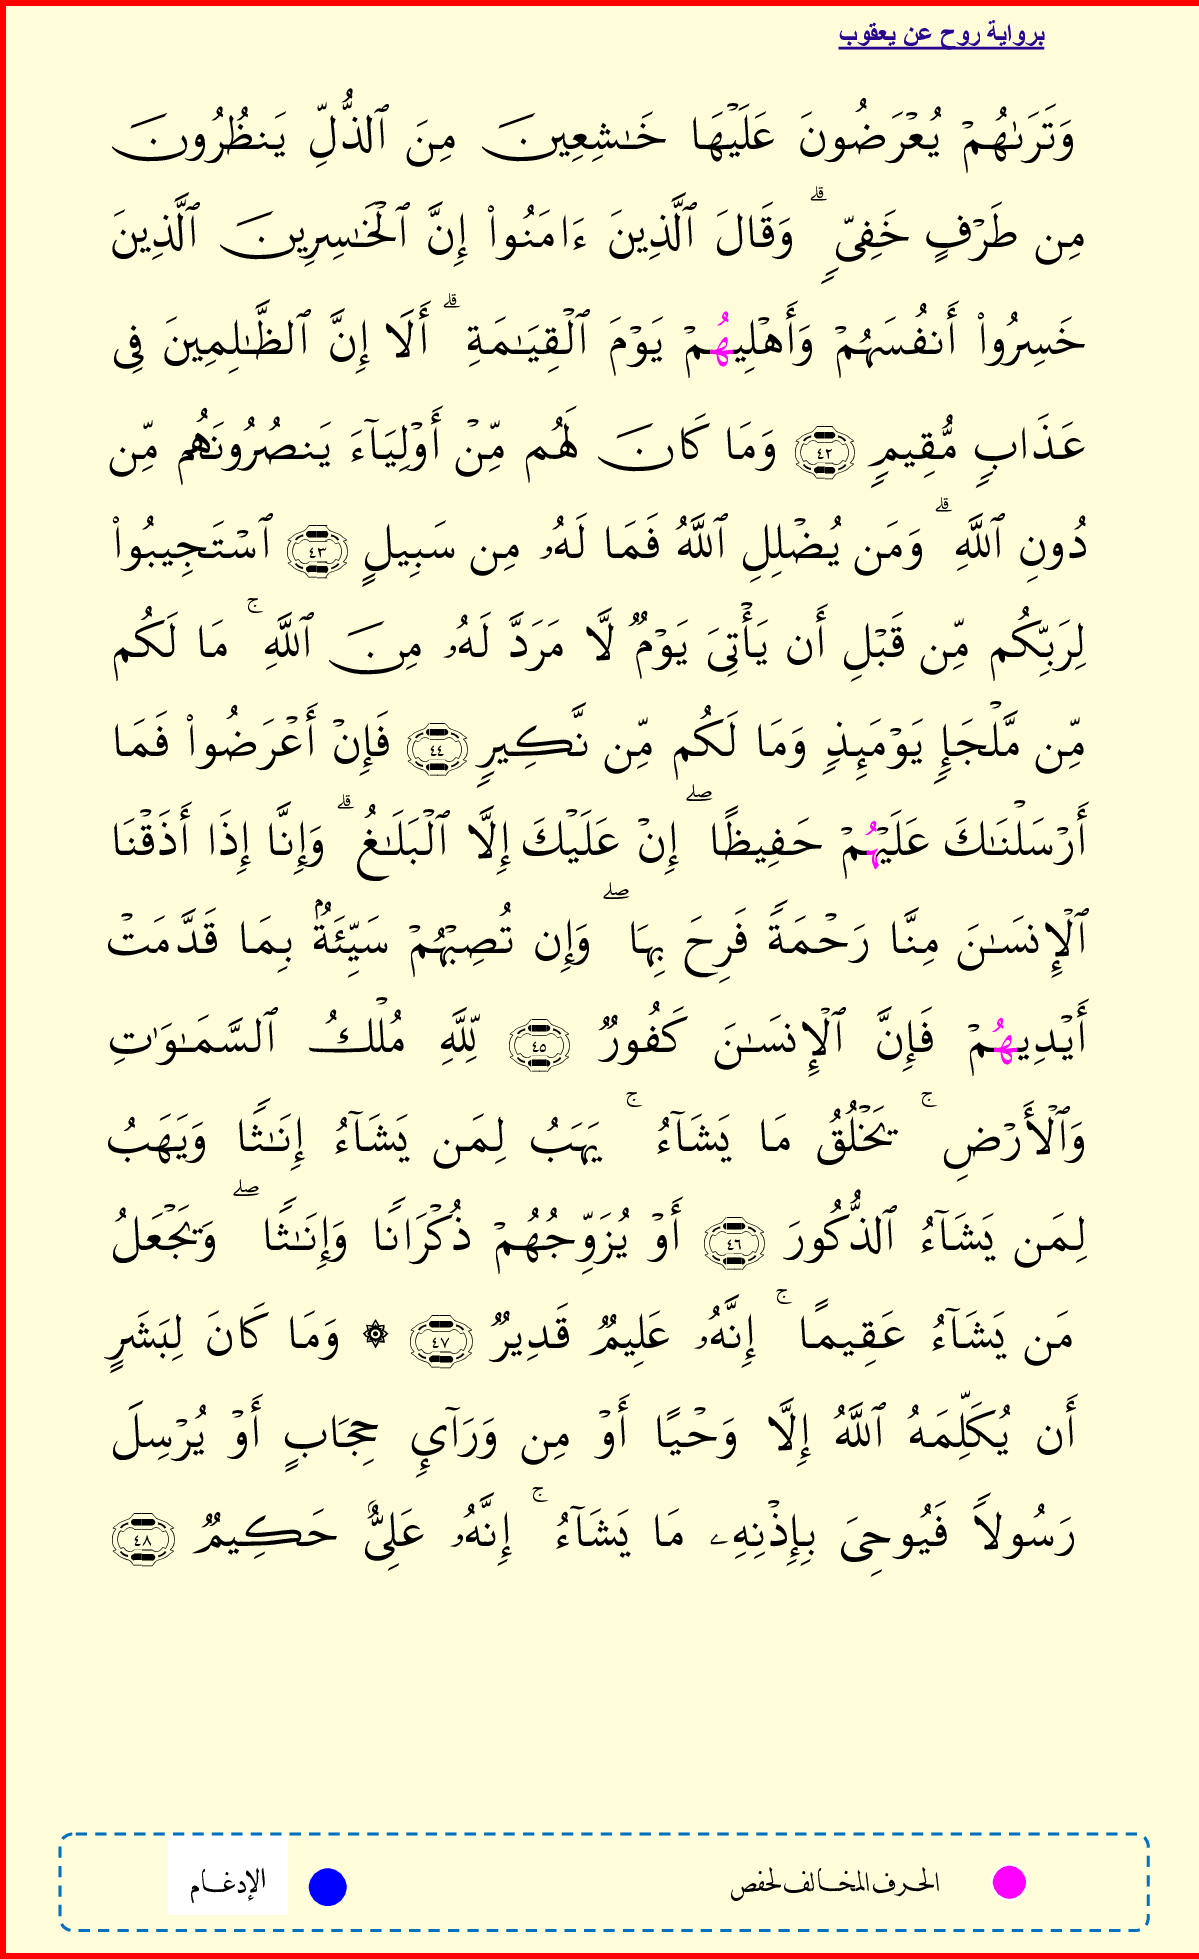 برواية روح عن يعقوب
وَتَرَىٰهُمۡ يُعۡرَضُونَ عَلَيۡهَا خَـٰشِعِينَ مِنَ ٱلذُّلِّ يَنظُرُونَ
مِن طَرۡفٍ خَفِىّٖ ۗ وَقَالَ ٱلَّذِينَ ءَامَنُواْ إِنَّ ٱلۡخَـٰسِرِينَ ٱلَّذِينَ
خَسِرُواْ أَنفُسَهُمۡ وَأَهۡلِيهُمۡ يَوۡمَ ٱلۡقِيَـٰمَةِ ۗ أَلَا إِنَّ ٱلظَّـٰلِمِينَ فِى
عَذَابٖ مُّقِيمٖ ٤٢ وَمَا كَانَ لَهُم مِّنۡ أَوۡلِيَآءَ يَنصُرُونَهُم مِّن
دُونِ ٱللَّهِ ۗ وَمَن يُضۡلِلِ ٱللَّهُ فَمَا لَهُۥ مِن سَبِيلٍ ٤٣ ٱسۡتَجِيبُواْ
لِرَبِّكُم مِّن قَبۡلِ أَن يَأۡتِىَ يَوۡمٞ لَّا مَرَدَّ لَهُۥ مِنَ ٱللَّهِ ۚ مَا لَكُم
مِّن مَّلۡجَإٖ يَوۡمَئِذٖ وَمَا لَكُم مِّن نَّكِيرٖ ٤٤ فَإِنۡ أَعۡرَضُواْ فَمَا
أَرۡسَلۡنَـٰكَ عَلَيۡهُمۡ حَفِيظًا ۖ إِنۡ عَلَيۡكَ إِلَّا ٱلۡبَلَـٰغُ ۗ وَإِنَّا إِذَا أَذَقۡنَا
ٱلۡإِنسَـٰنَ مِنَّا رَحۡمَةٗ فَرِحَ بِهَا ۖ وَإِن تُصِبۡهُمۡ سَيِّئَةُۢ بِمَا قَدَّمَتۡ
أَيۡدِيهُمۡ فَإِنَّ ٱلۡإِنسَـٰنَ كَفُورٞ ٤٥ لِّلَّهِ مُلۡكُ ٱلسَّمَـٰوَٰتِ
وَٱلۡأَرۡضِ ۚ يَخۡلُقُ مَا يَشَآءُ ۚ يَهَبُ لِمَن يَشَآءُ إِنَـٰثٗا وَيَهَبُ
لِمَن يَشَآءُ ٱلذُّكُورَ ٤٦ أَوۡ يُزَوِّجُهُمۡ ذُكۡرَانٗا وَإِنَـٰثٗا ۖ وَيَجۡعَلُ
مَن يَشَآءُ عَقِيمًا ۚ إِنَّهُۥ عَلِيمٞ قَدِيرٞ ٤٧ ۞ وَمَا كَانَ لِبَشَرٍ
أَن يُكَلِّمَهُ ٱللَّهُ إِلَّا وَحۡيًا أَوۡ مِن وَرَآيِٕ حِجَابٍ أَوۡ يُرۡسِلَ
رَسُولٗا فَيُوحِىَ بِإِذۡنِهِۦ مَا يَشَآءُ ۚ إِنَّهُۥ عَلِىٌّ حَكِيمٞ ٤٨
الحرف المخالف لحفص الإدغام